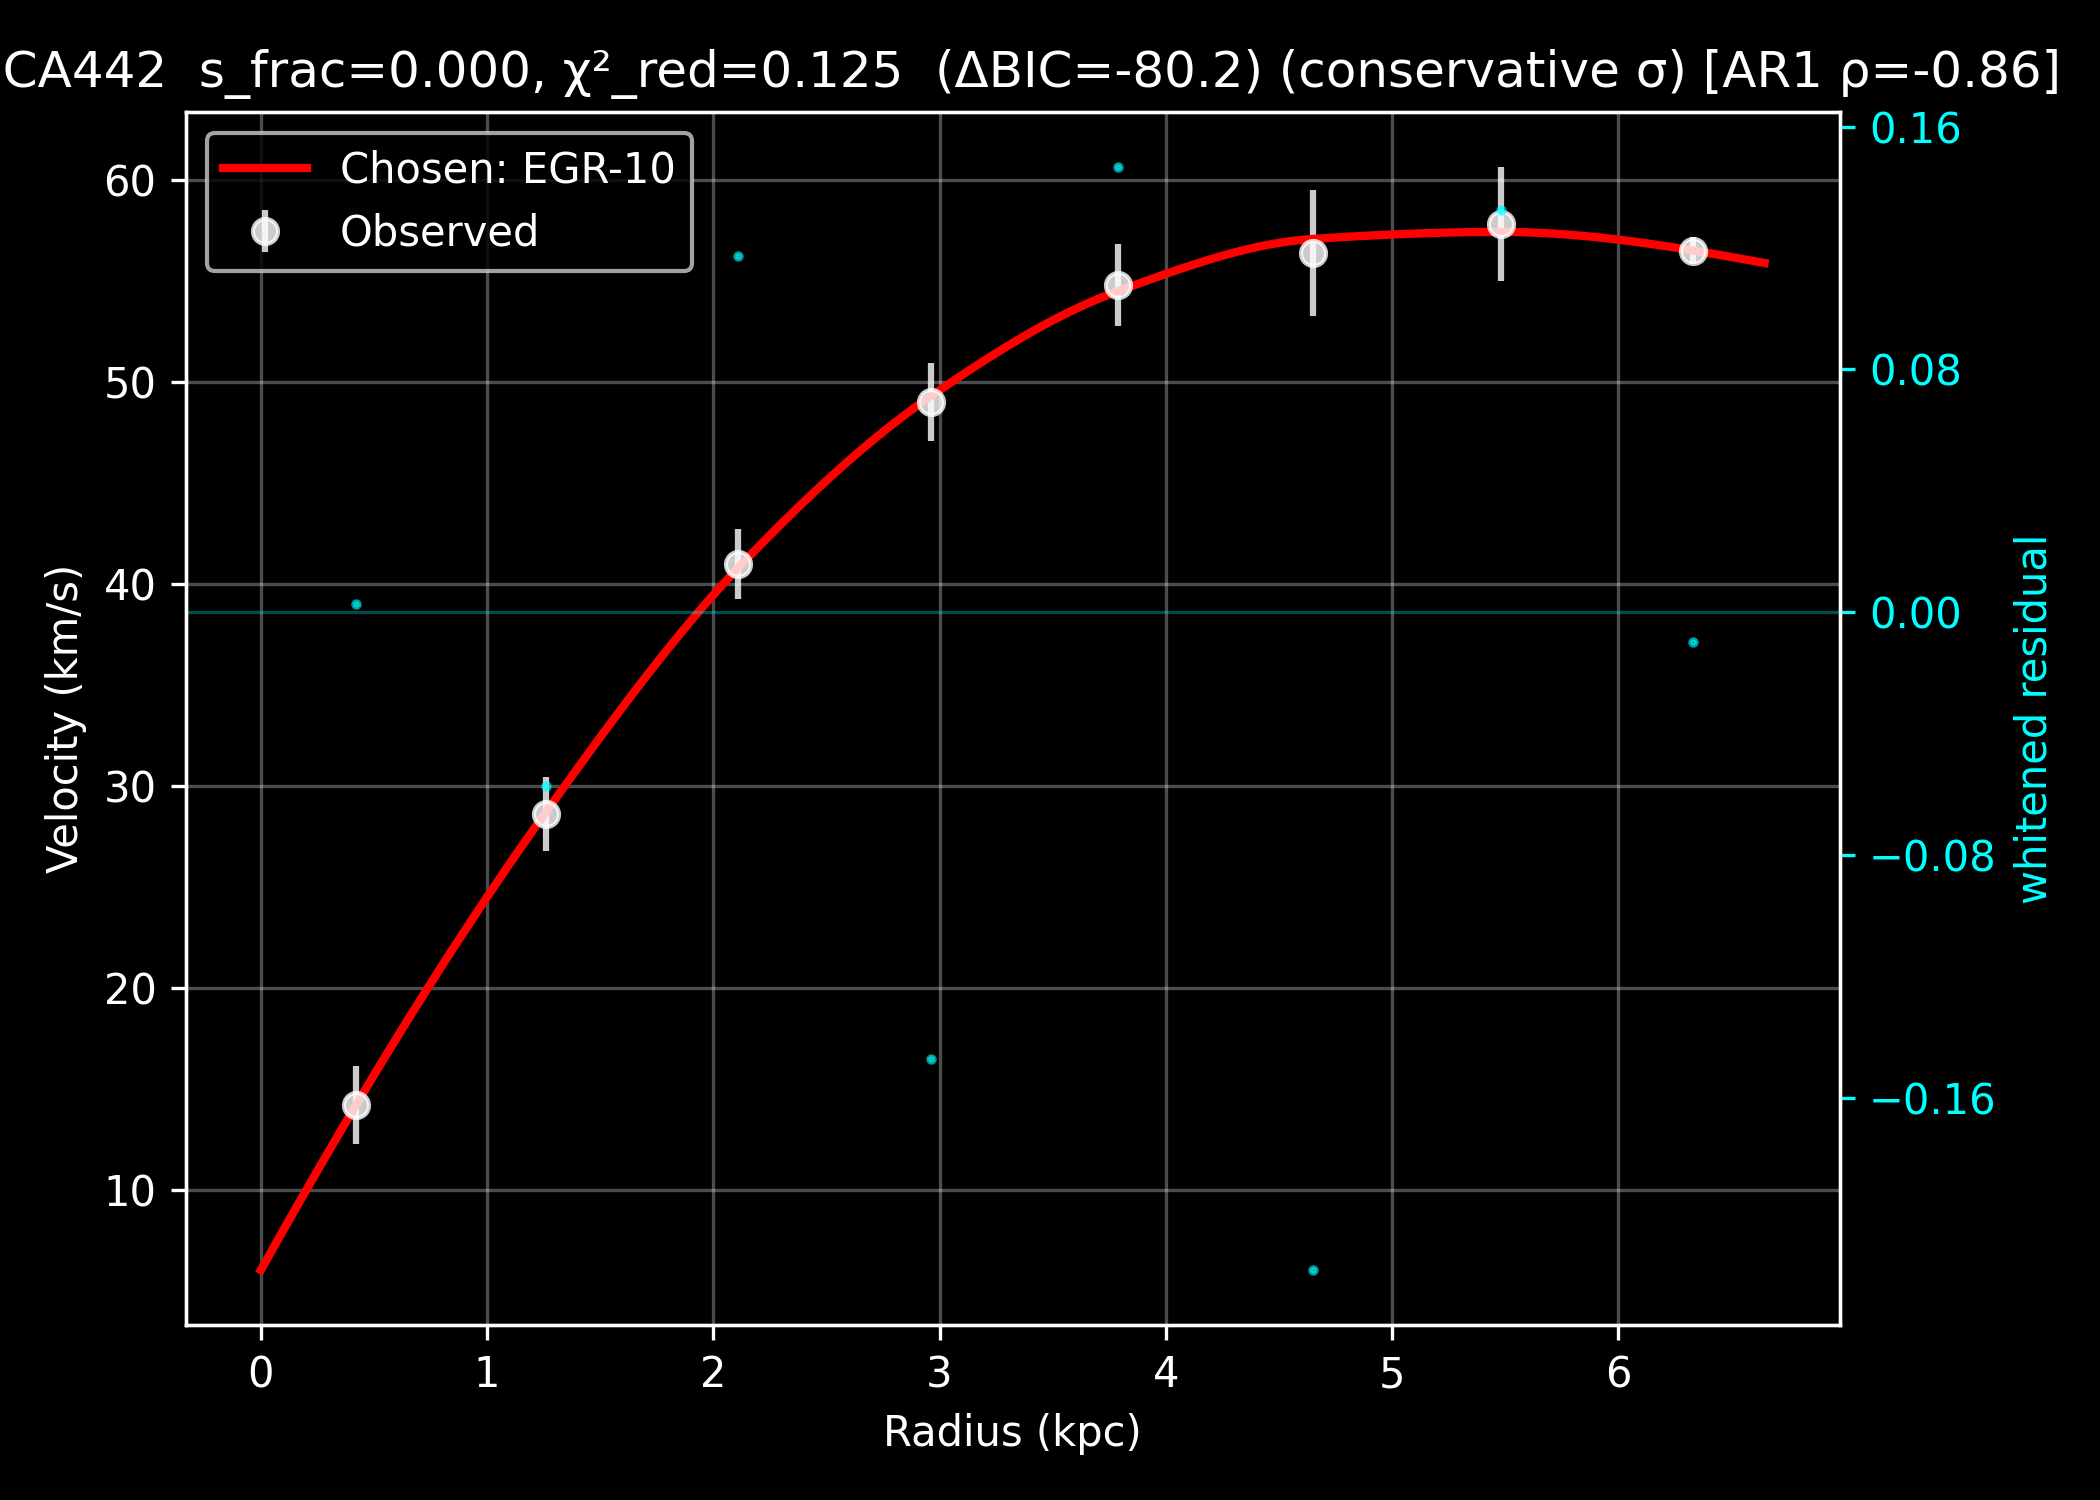 CA442  s_frac=0.000, χ²_red=0.125  (ΔBIC=-80.2) (conservative σ) [AR1 ρ=-0.86]
Chosen: EGR-10
Observed
60
50
40
30
20
10
Velocity (km/s)
0 1 2 3 4 5 6
Radius (kpc)
0.16
0.08
0.00
−0.08
−0.16
whitened residual